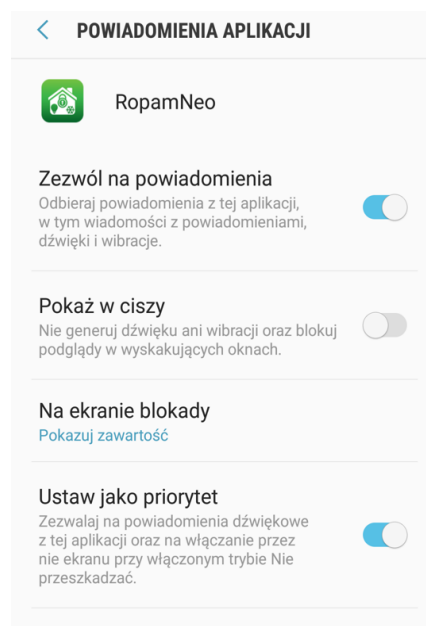 POWIADOMIENIA APLIKACJI
RopamNeo
Zezwól na powiadomienia
Odbieraj powiadomienia z tej aplikacji,
w tym wiadomości z powiadomieniami,
dźwięki i wibracje.
Pokaż w ciszy
Nie generuj dźwięku ani wibracji oraz blokuj
podglądy w wyskakujących oknach.
Na ekranie blokady
Pokazuj zawartość
Ustaw jako priorytet
Zezwalaj na powiadomienia dźwiękowe
z tej aplikacji oraz na włączanie przez
nie ekranu przy włączonym trybie Nie
przeszkadzać.